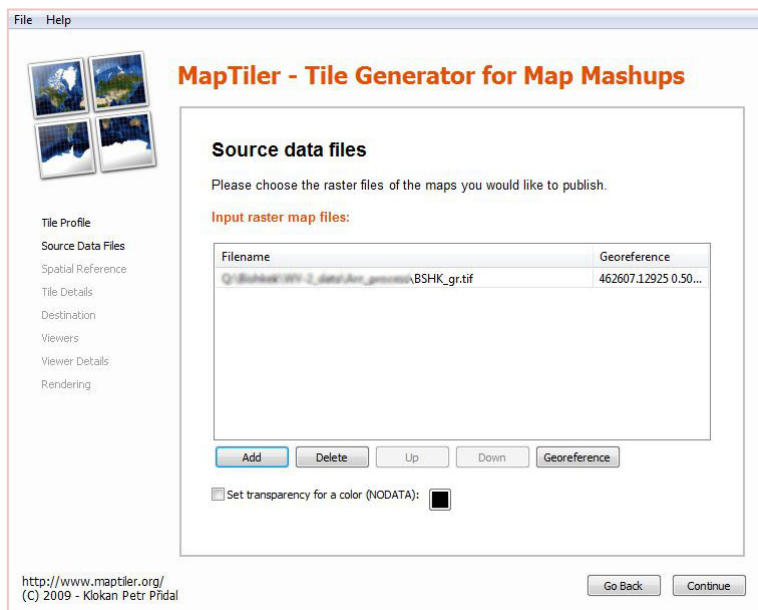 File Help
MapTiler - Tile Generator for Map Mashups
Tile Profile
Source Data Files
Spatial Reference
Tile Details
Destination
Viewers
Viewer Details
Rendering
Source data files
Please choose the raster files of the maps you would like to publish.
Input raster map files:
Filename Georeference
\BSHK_gr.tif 462607.12925 0.50...
Add Delete Up Down Georeference
Set transparency for a color (NODATA):
http://www.maptiler.org/
(C) 2009 - Klokan Petr Přidal
Go Back Continue